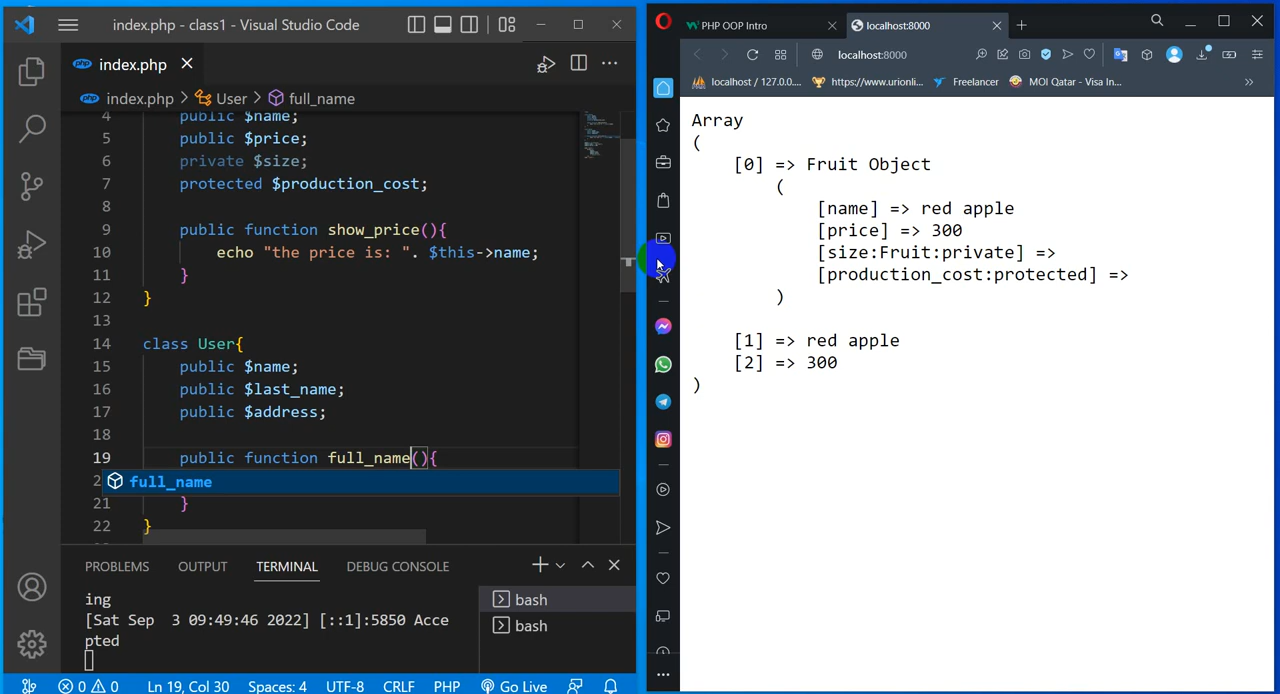 index.php - class1 - Visual Studio Code
index.php
index.php > User > full_name
4 public $name;
5 public $price;
6 private $size;
7 protected $production_cost;
8
9 public function show_price(){
10 echo "the price is: ". $this->name;
11 }
12 }
13
14 class User{
15 public $name;
16 public $last_name;
17 public $address;
18
19 public function full_name(){
full_name
21 }
22 }
PROBLEMS OUTPUT TERMINAL DEBUG CONSOLE
ing
[Sat Sep  3 09:49:46 2022] [::1]:5850 Acce
pted
bash
bash
0 0 Ln 19, Col 30 Spaces: 4 UTF-8 CRLF PHP Go Live
PHP OOP Intro
localhost:8000
localhost:8000
localhost / 127.0.0.... https://www.urionli... Freelancer MOI Qatar - Visa In...
Array
(
[0] => Fruit Object
(
[name] => red apple
[price] => 300
[size:Fruit:private] =>
[production_cost:protected] =>
)
[1] => red apple
[2] => 300
)